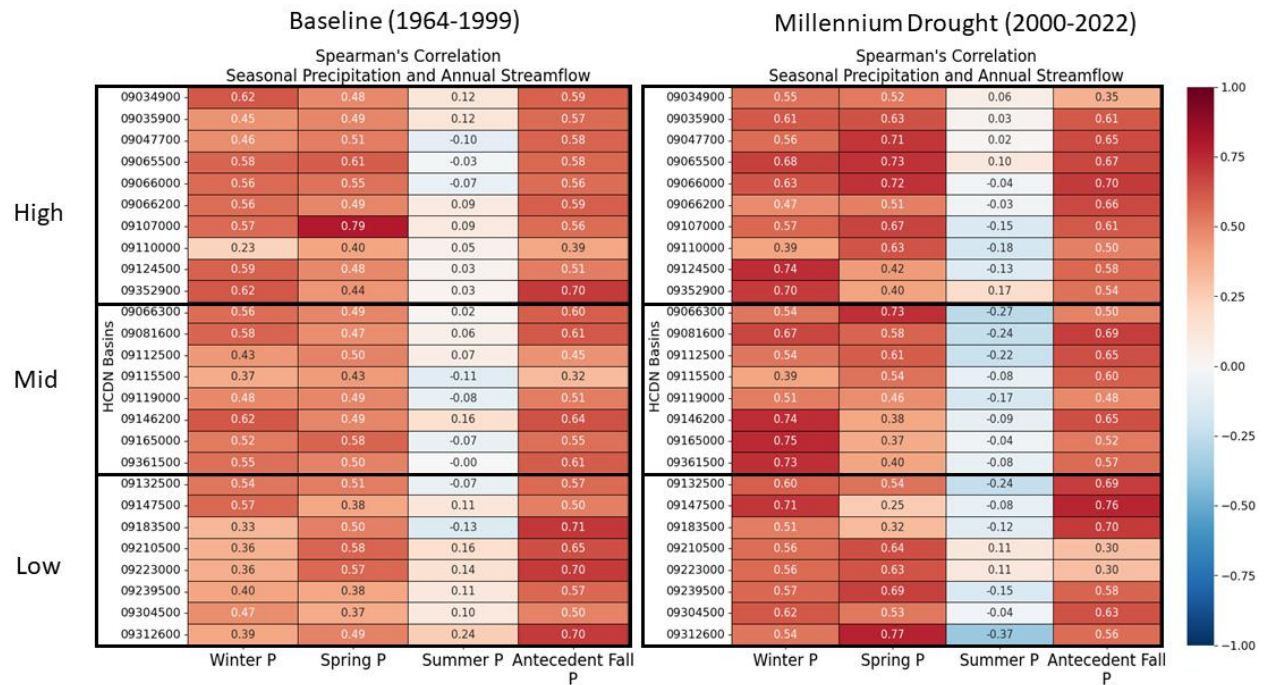 Baseline (1964-1999)
Millennium Drought (2000-2022)
Spearman's Correlation
Seasonal Precipitation and Annual Streamflow
Spearman's Correlation
Seasonal Precipitation and Annual Streamflow
High
Mid
Low
HCDN Basins
09034900 0.62 0.48 0.12 0.59
09035900 0.45 0.49 0.12 0.57
09047700 0.46 0.51 -0.10 0.58
09065500 0.58 0.61 -0.03 0.58
09066000 0.56 0.55 -0.07 0.56
09066200 0.56 0.49 0.09 0.59
09107000 0.57 0.79 0.09 0.56
09110000 0.23 0.40 0.05 0.39
09124500 0.59 0.48 0.03 0.51
09352900 0.62 0.44 0.03 0.70
09066300 0.56 0.49 0.02 0.60
09081600 0.58 0.47 0.06 0.61
09112500 0.43 0.50 0.07 0.45
09115500 0.37 0.43 -0.11 0.32
09119000 0.48 0.49 -0.08 0.51
09146200 0.62 0.49 0.16 0.64
09165000 0.52 0.58 -0.07 0.55
09361500 0.55 0.50 -0.00 0.61
09132500 0.54 0.51 -0.07 0.57
09147500 0.57 0.38 0.11 0.50
09183500 0.33 0.50 -0.13 0.71
09210500 0.36 0.58 0.16 0.65
09223000 0.36 0.57 0.14 0.70
09239500 0.40 0.38 0.11 0.57
09304500 0.47 0.37 0.10 0.50
09312600 0.39 0.49 0.24 0.70
Winter P Spring P Summer P Antecedent Fall
P
HCDN Basins
09034900 0.55 0.52 0.06 0.35
09035900 0.61 0.63 0.03 0.61
09047700 0.56 0.71 0.02 0.65
09065500 0.68 0.73 0.10 0.67
09066000 0.63 0.72 -0.04 0.70
09066200 0.47 0.51 -0.03 0.66
09107000 0.57 0.67 -0.15 0.61
09110000 0.39 0.63 -0.18 0.50
09124500 0.74 0.42 -0.13 0.58
09352900 0.70 0.40 0.17 0.54
09066300 0.54 0.73 -0.27 0.50
09081600 0.67 0.58 -0.24 0.69
09112500 0.54 0.61 -0.22 0.65
09115500 0.39 0.54 -0.08 0.60
09119000 0.51 0.46 -0.17 0.48
09146200 0.74 0.38 -0.09 0.65
09165000 0.75 0.37 -0.04 0.52
09361500 0.73 0.40 -0.08 0.57
09132500 0.60 0.54 -0.24 0.69
09147500 0.71 0.25 -0.08 0.76
09183500 0.51 0.32 -0.12 0.70
09210500 0.56 0.64 0.11 0.30
09223000 0.56 0.63 0.11 0.30
09239500 0.57 0.69 -0.15 0.58
09304500 0.62 0.53 -0.04 0.63
09312600 0.54 0.77 -0.37 0.56
Winter P Spring P Summer P Antecedent Fall
P
1.00
0.75
0.50
0.25
0.00
-0.25
-0.50
-0.75
-1.00